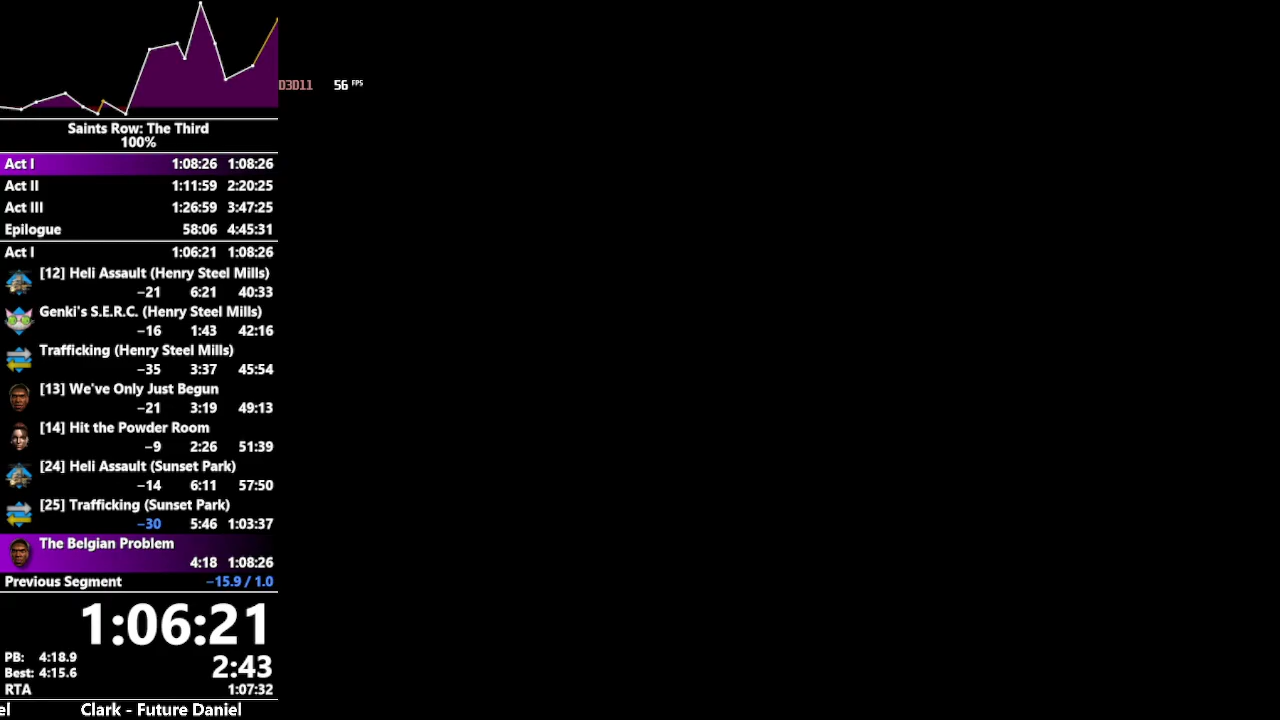 D3D11 56 FPS
Saints Row: The Third
100%
Act I 1:08:26 1:08:26
Act II 1:11:59 2:20:25
Act III 1:26:59 3:47:25
Epilogue 58:06 4:45:31
Act I 1:06:21 1:08:26
[12] Heli Assault (Henry Steel Mills)
−21 6:21 40:33
Genki's S.E.R.C. (Henry Steel Mills)
−16 1:43 42:16
Trafficking (Henry Steel Mills)
−35 3:37 45:54
[13] We've Only Just Begun
−21 3:19 49:13
[14] Hit the Powder Room
−9 2:26 51:39
[24] Heli Assault (Sunset Park)
−14 6:11 57:50
[25] Trafficking (Sunset Park)
−30 5:46 1:03:37
The Belgian Problem
4:18 1:08:26
Previous Segment −15.9 / 1.0
1:06:21
PB: 4:18.9
Best: 4:15.6
2:43
RTA 1:07:32
el Clark - Future Daniel